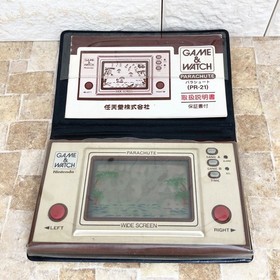 GAME
&
WATCH
PARACHUTE
パラシュート
(PR-21)
取扱説明書
保証書付
任天堂株式会社
PARACHUTE
GAME
&
WATCH
Nintendo
WIDE SCREEN
◄LEFT
RIGHT►